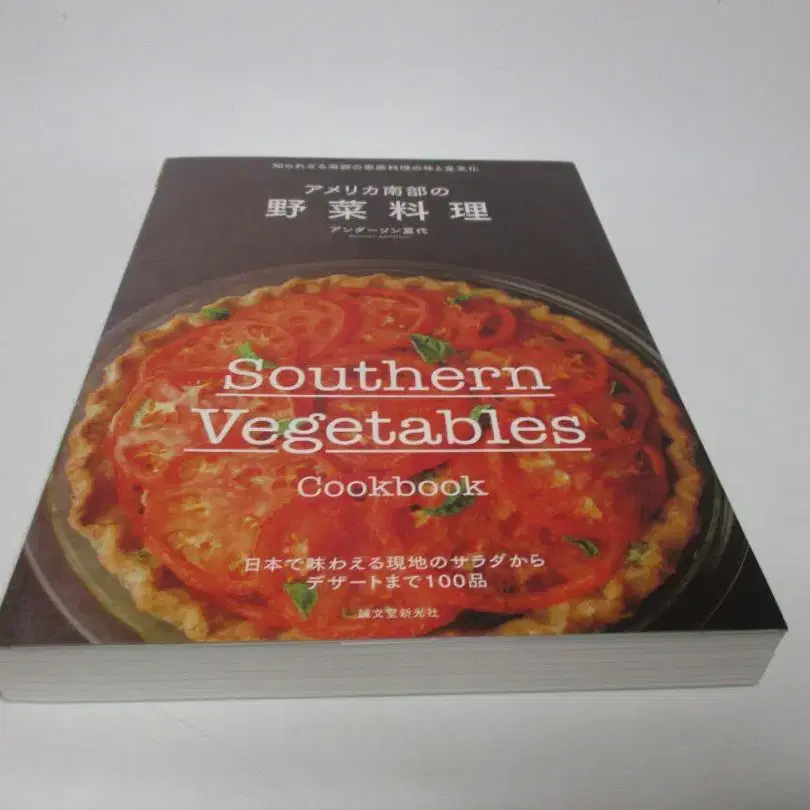 知られざる南部の家庭料理の味と食文化
アメリカ南部の
野菜料理
アンダーソン夏代
Southern
Vegetables
Cookbook
日本で味わえる現地のサラダから
デザートまで100品
誠文堂新光社